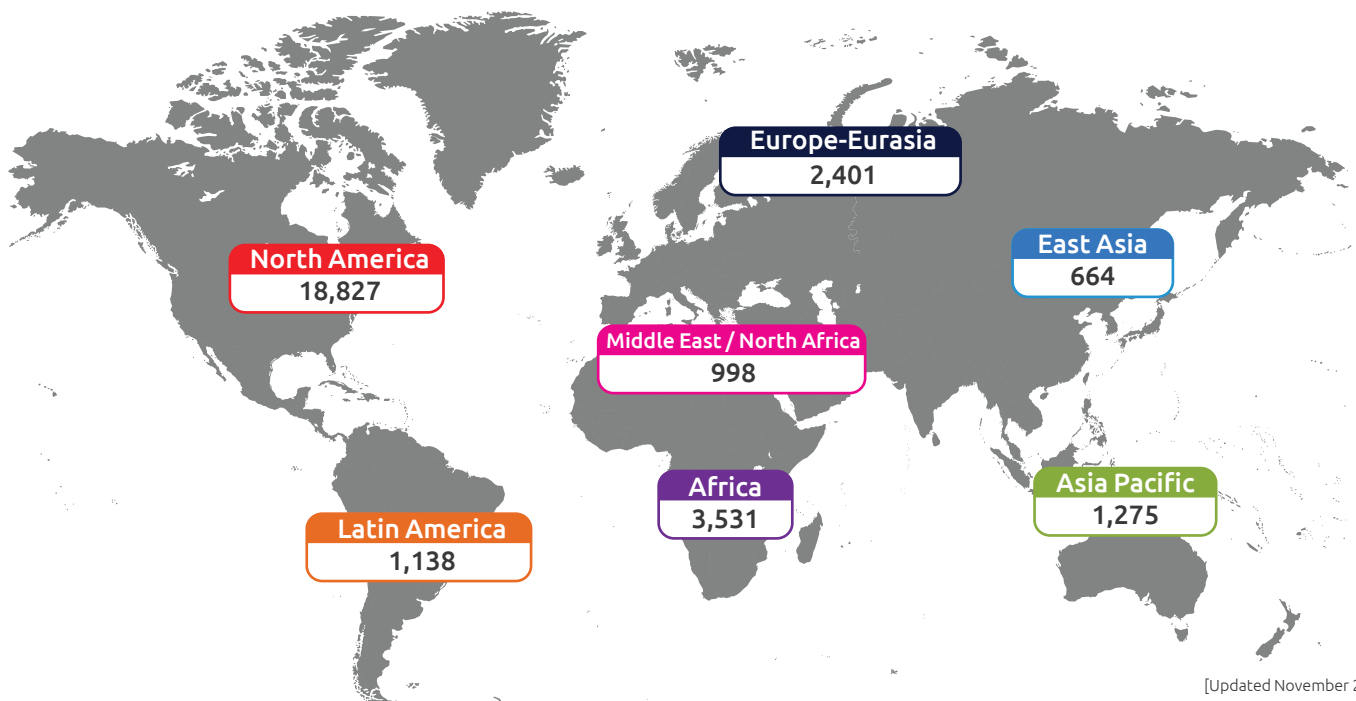 Europe-Eurasia
2,401
North America
18,827
East Asia
664
Middle East / North Africa
998
Africa
3,531
Asia Pacific
1,275
Latin America
1,138
[Updated November 2